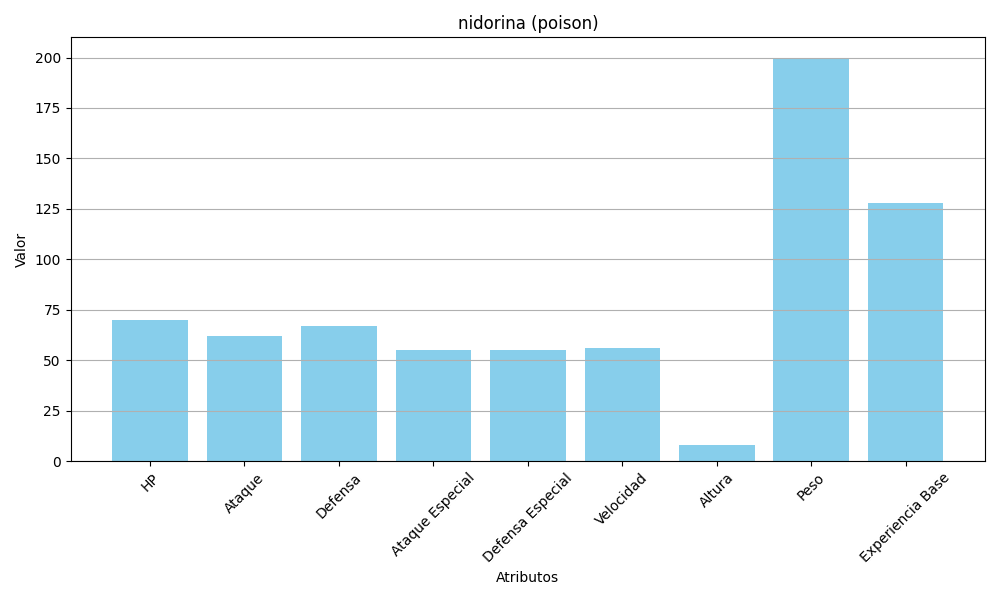 nidorina (poison)
200
175
150
125
100
75
50
25
0
Valor
HP
Ataque
Defensa
Ataque Especial
Defensa Especial
Velocidad
Altura
Peso
Experiencia Base
Atributos